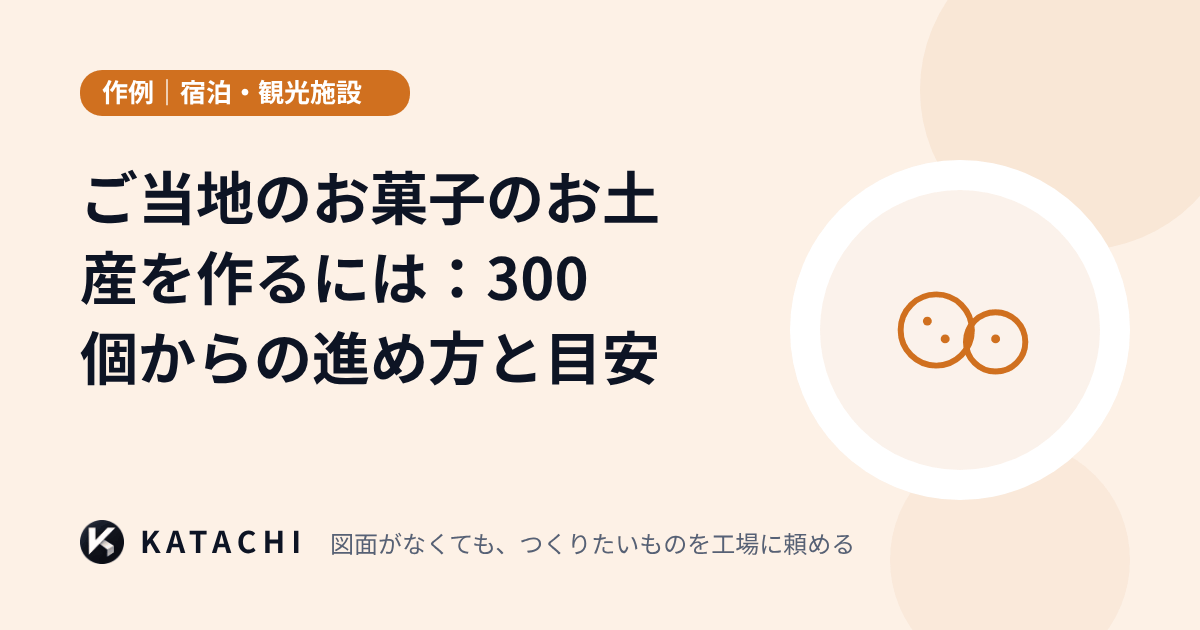 作例｜宿泊・観光施設
ご当地のお菓子のお土
産を作るには：300
個からの進め方と目安
KATACHI 図面がなくても、つくりたいものを工場に頼める